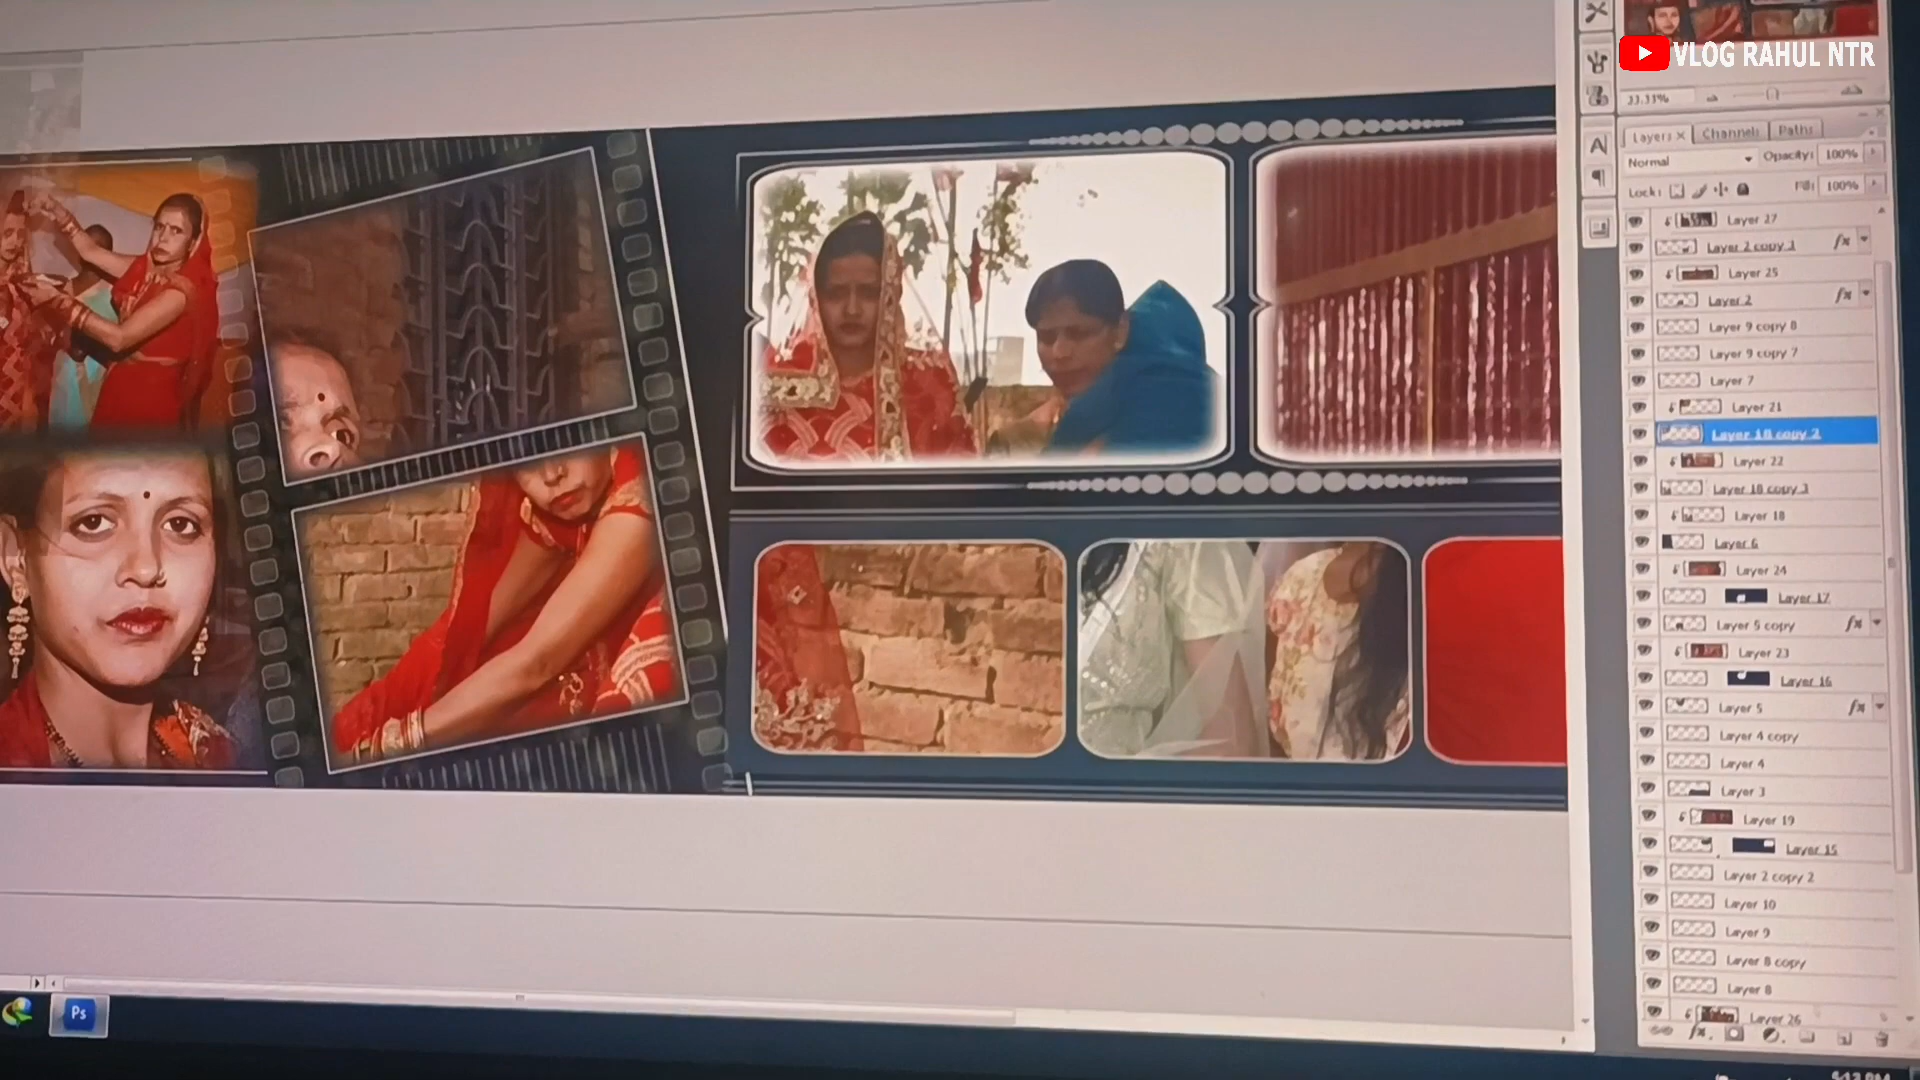 VLOG RAHUL NTR
33.33%
Layers × Channels Paths
Normal Opacity: 100%
Lock: Fill: 100%
Layer 27
Layer 2 copy 3
Layer 25
Layer 2
Layer 9 copy 8
Layer 9 copy 7
Layer 7
Layer 21
Layer 18 copy 2
Layer 22
Layer 18 copy 3
Layer 18
Layer 6
Layer 24
Layer 17
Layer 5 copy
Layer 23
Layer 16
Layer 5
Layer 4 copy
Layer 4
Layer 3
Layer 19
Layer 15
Layer 2 copy 2
Layer 10
Layer 9
Layer 8 copy
Layer 8
Layer 26
Ps